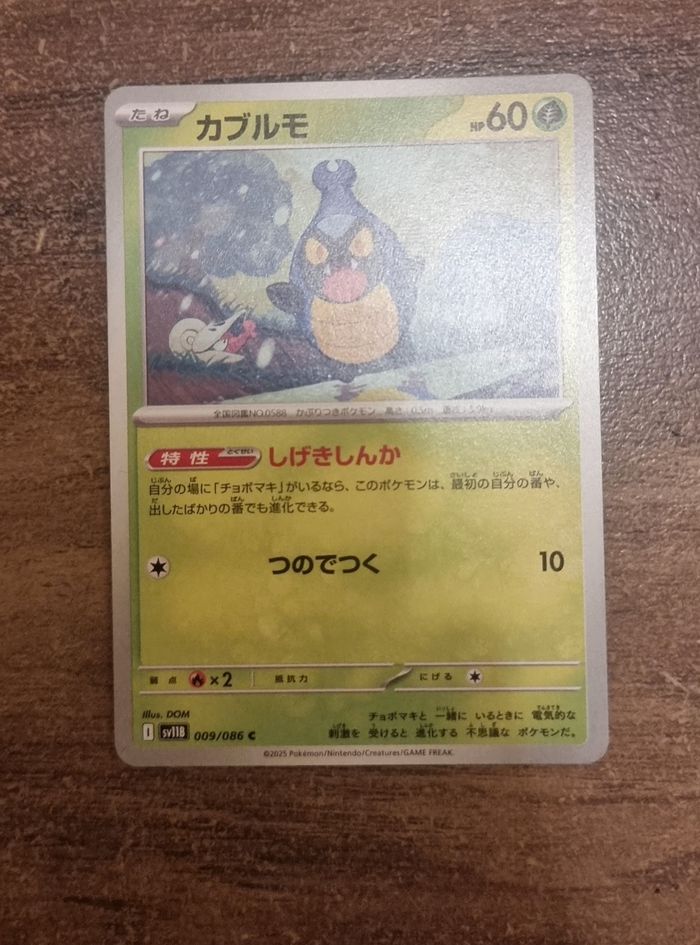 たね
カブルモ
HP 60
全国図鑑NO.0588 かぶりつきポケモン 高さ:0.5m 重さ:5.9kg
特性 とくせい しげきしんか
自分の場に「チョボマキ」がいるなら、このポケモンは、最初の自分の番や、
出したばかりの番でも進化できる。
つのでつく 10
弱点 ×2 抵抗力 にげる
Illus. DOM
チョボマキと 一緒に いるときに 電気的な
刺激を 受けると 進化する 不思議な ポケモンだ。
I sv11B 009/086 C
©2025 Pokémon/Nintendo/Creatures/GAME FREAK.